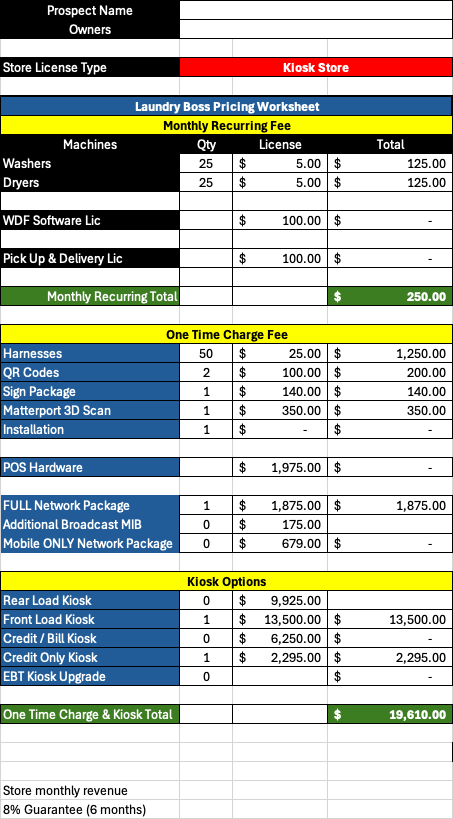 Prospect Name
Owners
Store License Type Kiosk Store
Laundry Boss Pricing Worksheet
Monthly Recurring Fee
Machines Qty License Total
Washers 25 $ 5.00 $ 125.00
Dryers 25 $ 5.00 $ 125.00
WDF Software Lic $ 100.00 $ -
Pick Up & Delivery Lic $ 100.00 $ -
Monthly Recurring Total $ 250.00
One Time Charge Fee
Harnesses 50 $ 25.00 $ 1,250.00
QR Codes 2 $ 100.00 $ 200.00
Sign Package 1 $ 140.00 $ 140.00
Matterport 3D Scan 1 $ 350.00 $ 350.00
Installation 1 $ - $ -
POS Hardware $ 1,975.00 $ -
FULL Network Package 1 $ 1,875.00 $ 1,875.00
Additional Broadcast MIB 0 $ 175.00
Mobile ONLY Network Package 0 $ 679.00 $ -
Kiosk Options
Rear Load Kiosk 0 $ 9,925.00
Front Load Kiosk 1 $ 13,500.00 $ 13,500.00
Credit / Bill Kiosk 0 $ 6,250.00 $ -
Credit Only Kiosk 1 $ 2,295.00 $ 2,295.00
EBT Kiosk Upgrade 0 $ -
One Time Charge & Kiosk Total $ 19,610.00
Store monthly revenue
8% Guarantee (6 months)